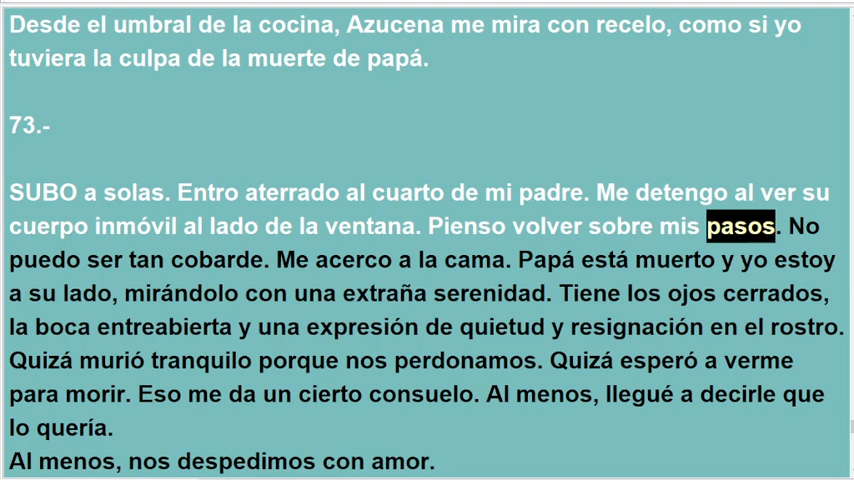 Desde el umbral de la cocina, Azucena me mira con recelo, como si yo
tuviera la culpa de la muerte de papá.
73.-
SUBO a solas. Entro aterrado al cuarto de mi padre. Me detengo al ver su
cuerpo inmóvil al lado de la ventana. Pienso volver sobre mis pasos. No
puedo ser tan cobarde. Me acerco a la cama. Papá está muerto y yo estoy
a su lado, mirándolo con una extraña serenidad. Tiene los ojos cerrados,
la boca entreabierta y una expresión de quietud y resignación en el rostro.
Quizá murió tranquilo porque nos perdonamos. Quizá esperó a verme
para morir. Eso me da un cierto consuelo. Al menos, llegué a decirle que
lo quería.
Al menos, nos despedimos con amor.